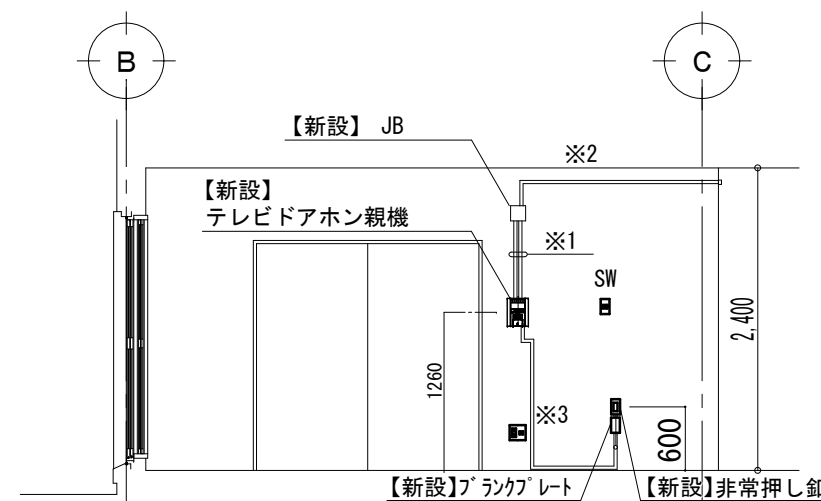 B
C
【新設】 JB
※2
【新設】
テレビドアホン親機
※1
SW
2,400
1260
※3
600
【新設】ﾌﾞﾗﾝｸﾌﾟﾚｰﾄ
【新設】非常押し釦